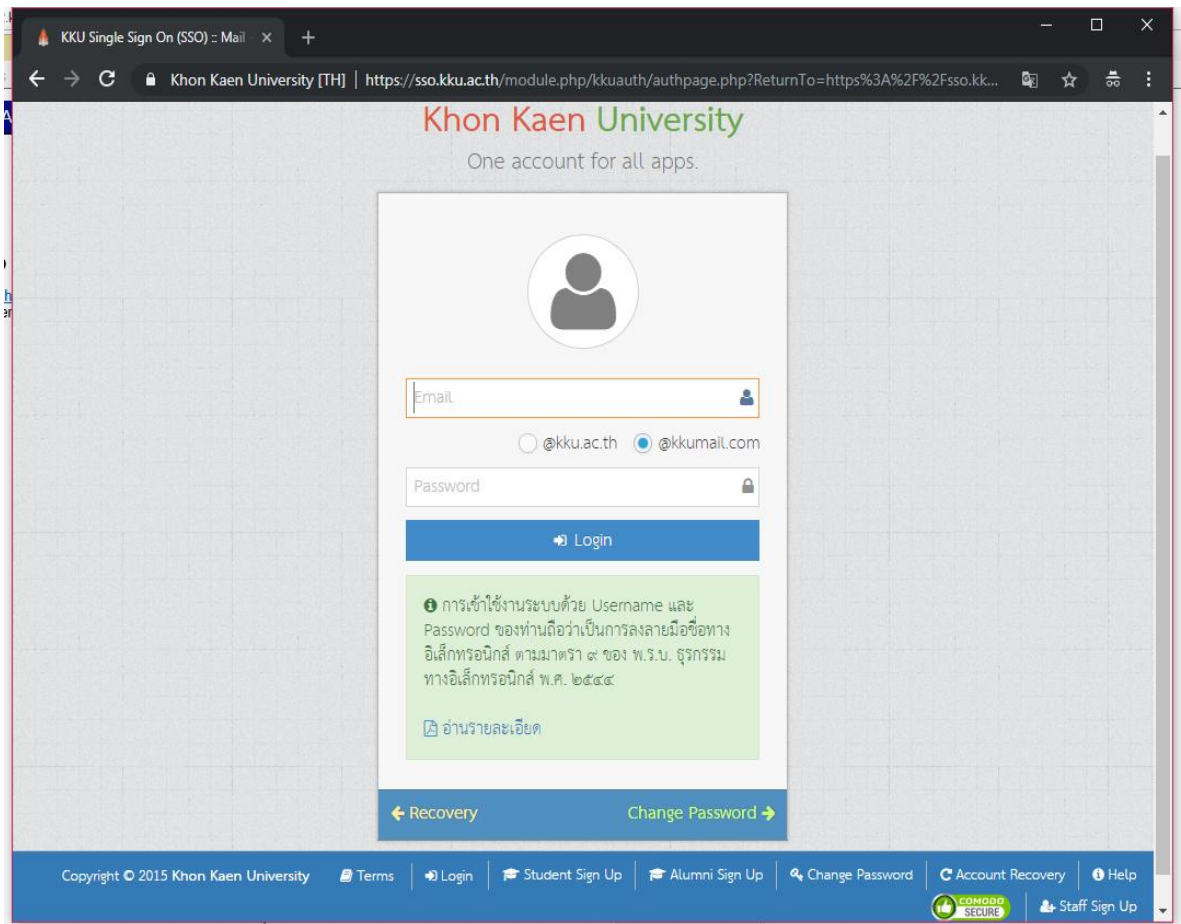 KKU Single Sign On (SSO) :: Mail
Khon Kaen University [TH] | https://sso.kku.ac.th/module.php/kkuauth/authpage.php?ReturnTo=https%3A%2F%2Fsso.kk...
Khon Kaen University
One account for all apps.
Email
@kku.ac.th @kkumail.com
Password
Login
การเข้าใช้งานระบบด้วย Username และ
Password ของท่านถือว่าเป็นการลงลายมือชื่อทาง
อิเล็กทรอนิกส์ ตามมาตรา ๙ ของ พ.ร.บ. ธุรกรรม
ทางอิเล็กทรอนิกส์ พ.ศ. ๒๕๔๔
อ่านรายละเอียด
Recovery Change Password
Copyright © 2015 Khon Kaen University Terms Login Student Sign Up Alumni Sign Up Change Password Account Recovery Help
COMODO SECURE Staff Sign Up